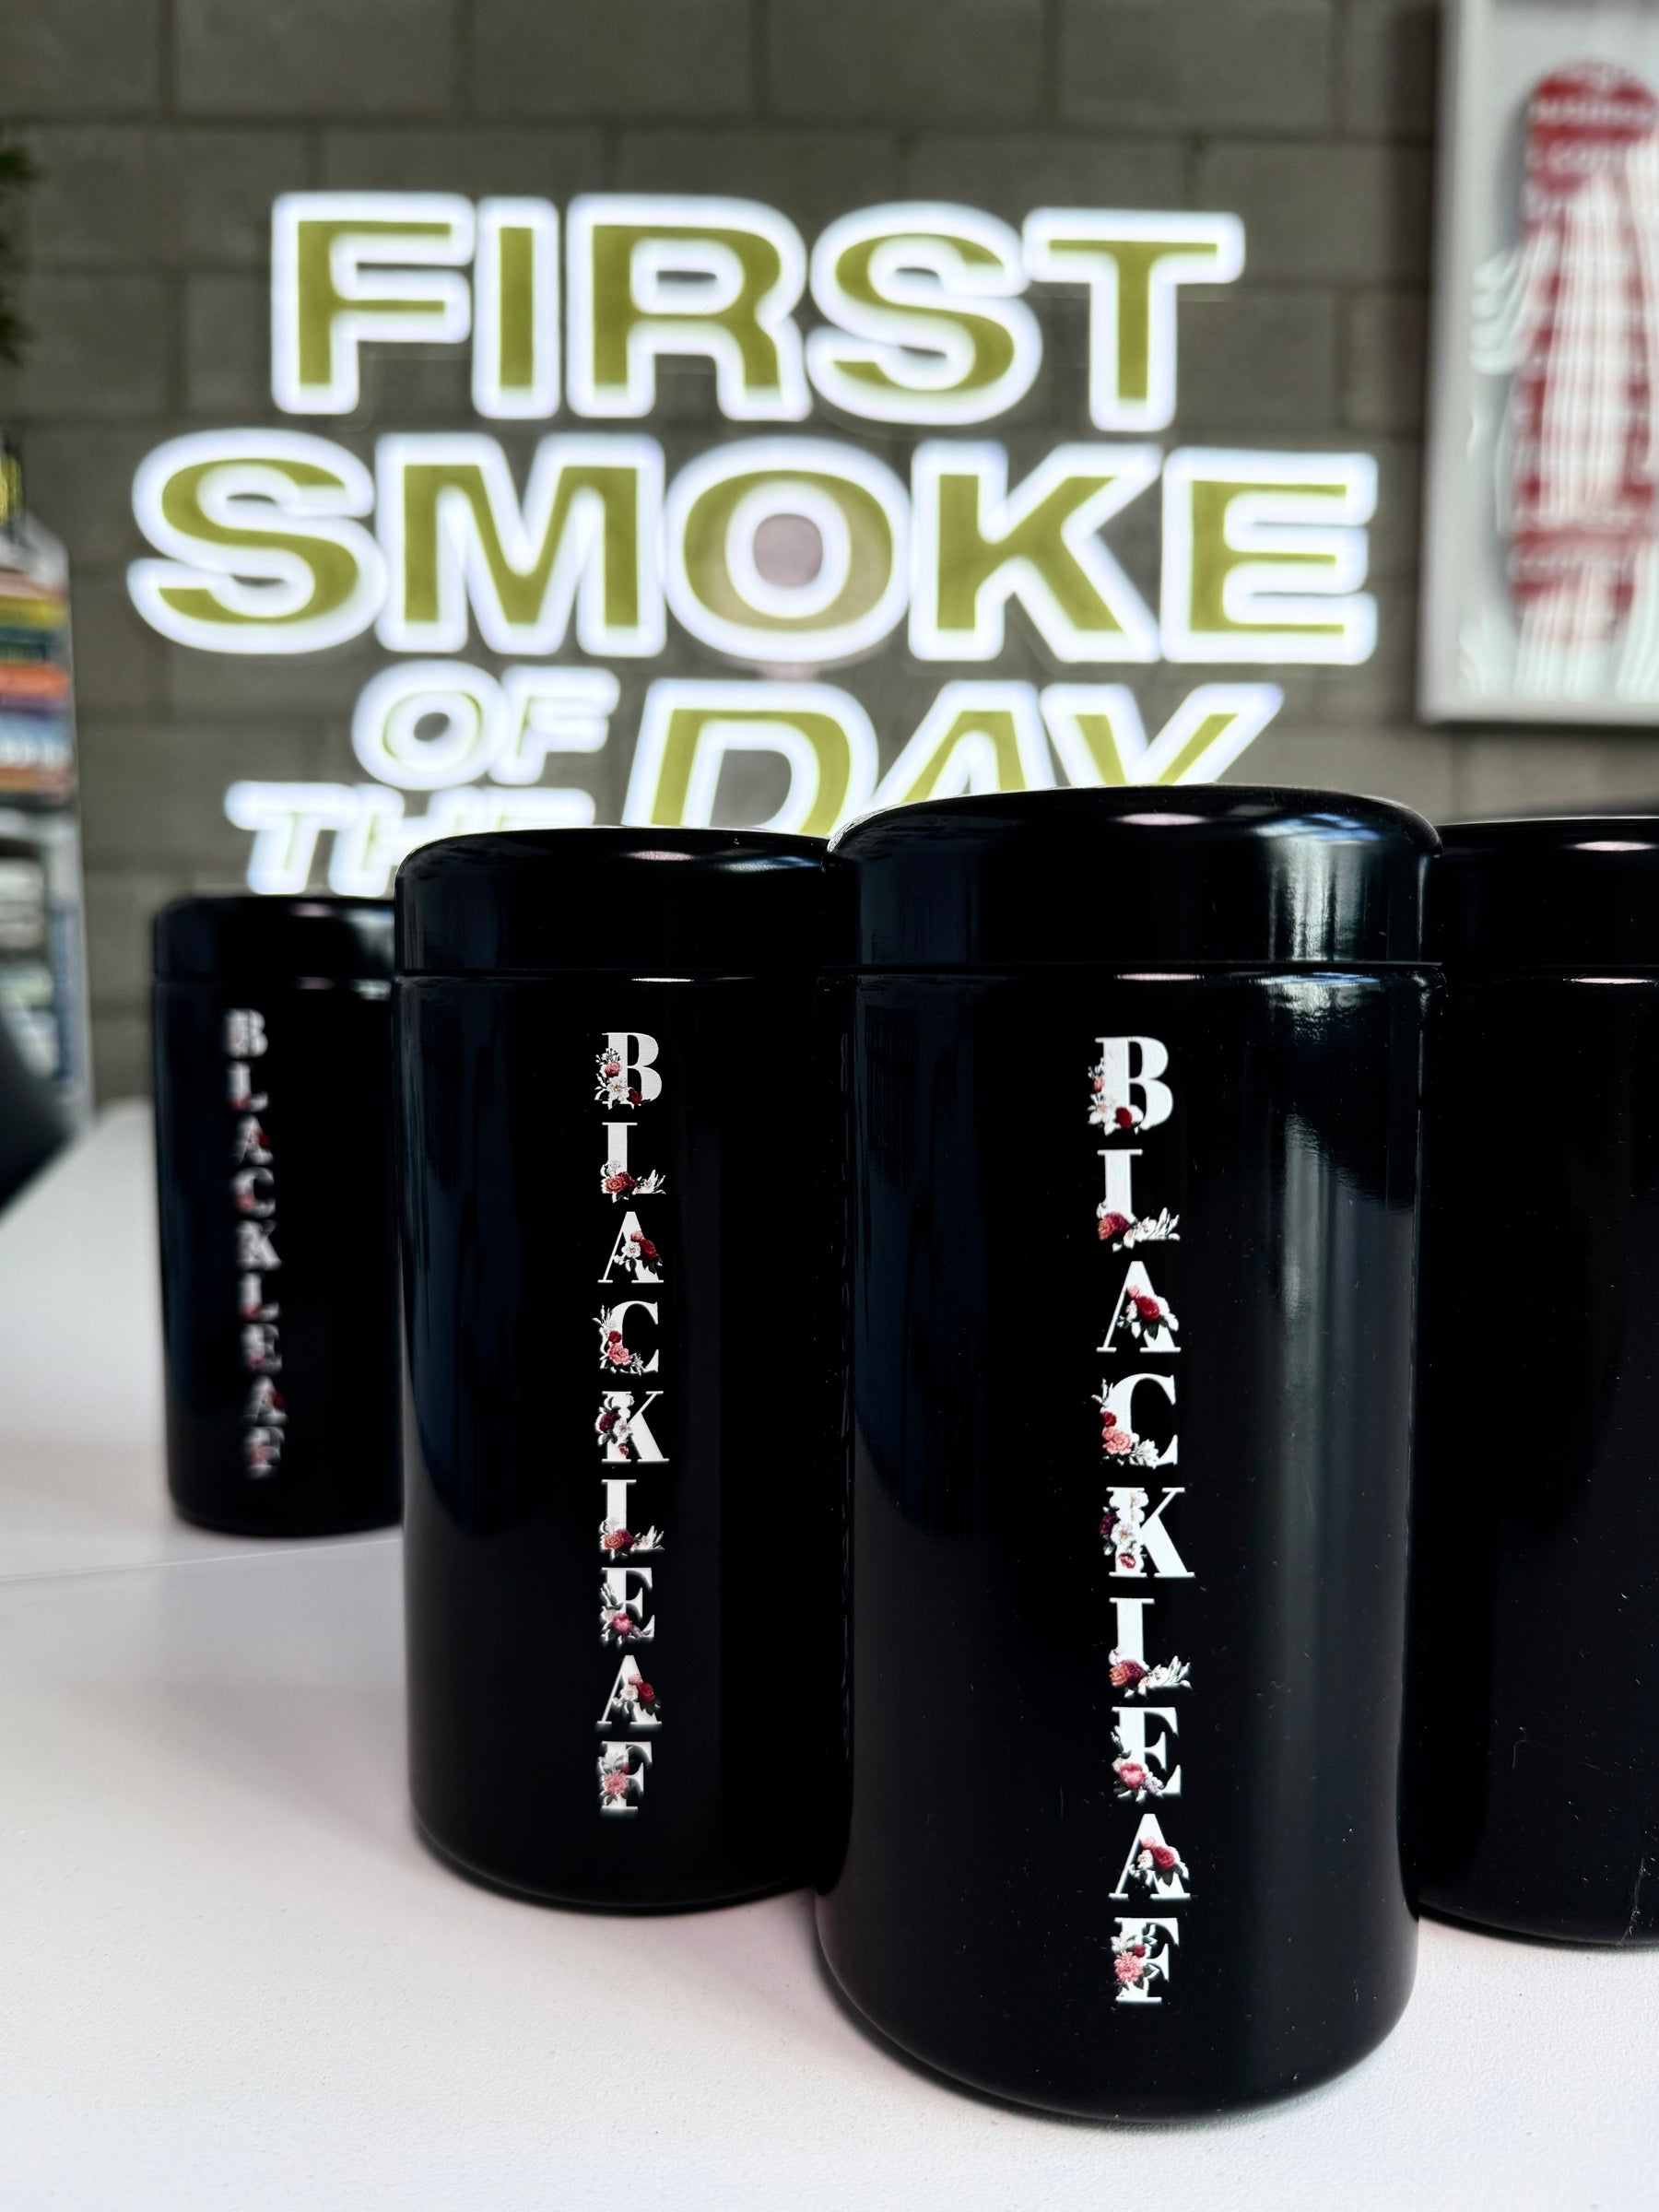 FIRST
SMOKE
OF
THE
DAY
BLACKLEAF
BLACKLEAF
BLACKLEAF